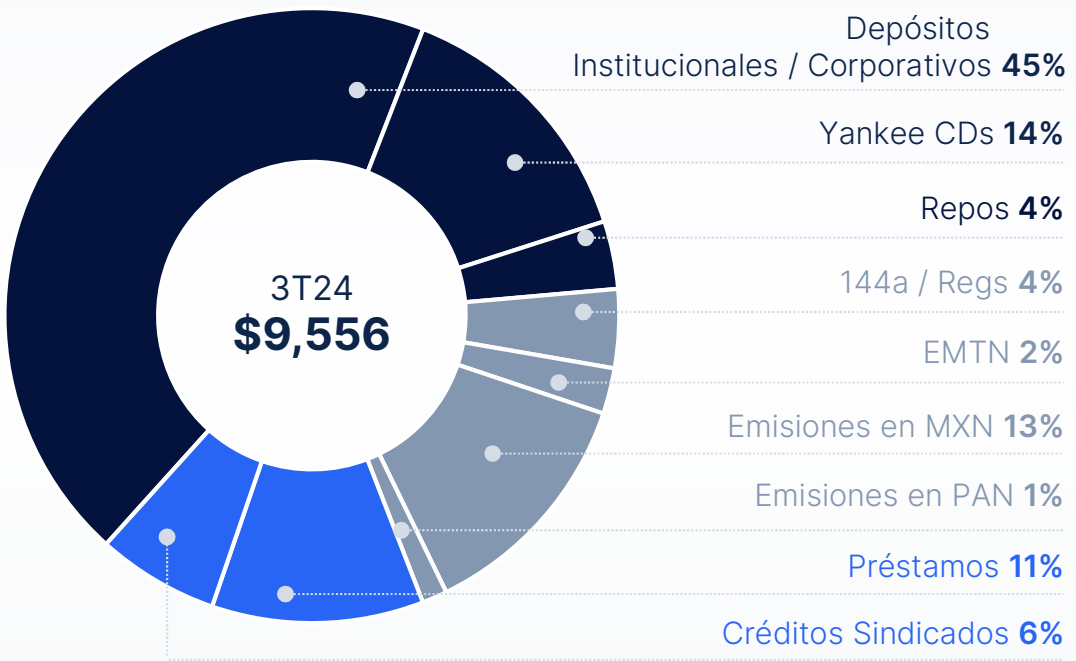 Depósitos
Institucionales / Corporativos 45%
Yankee CDs 14%
Repos 4%
3T24
$9,556
144a / Regs 4%
EMTN 2%
Emisiones en MXN 13%
Emisiones en PAN 1%
Préstamos 11%
Créditos Sindicados 6%